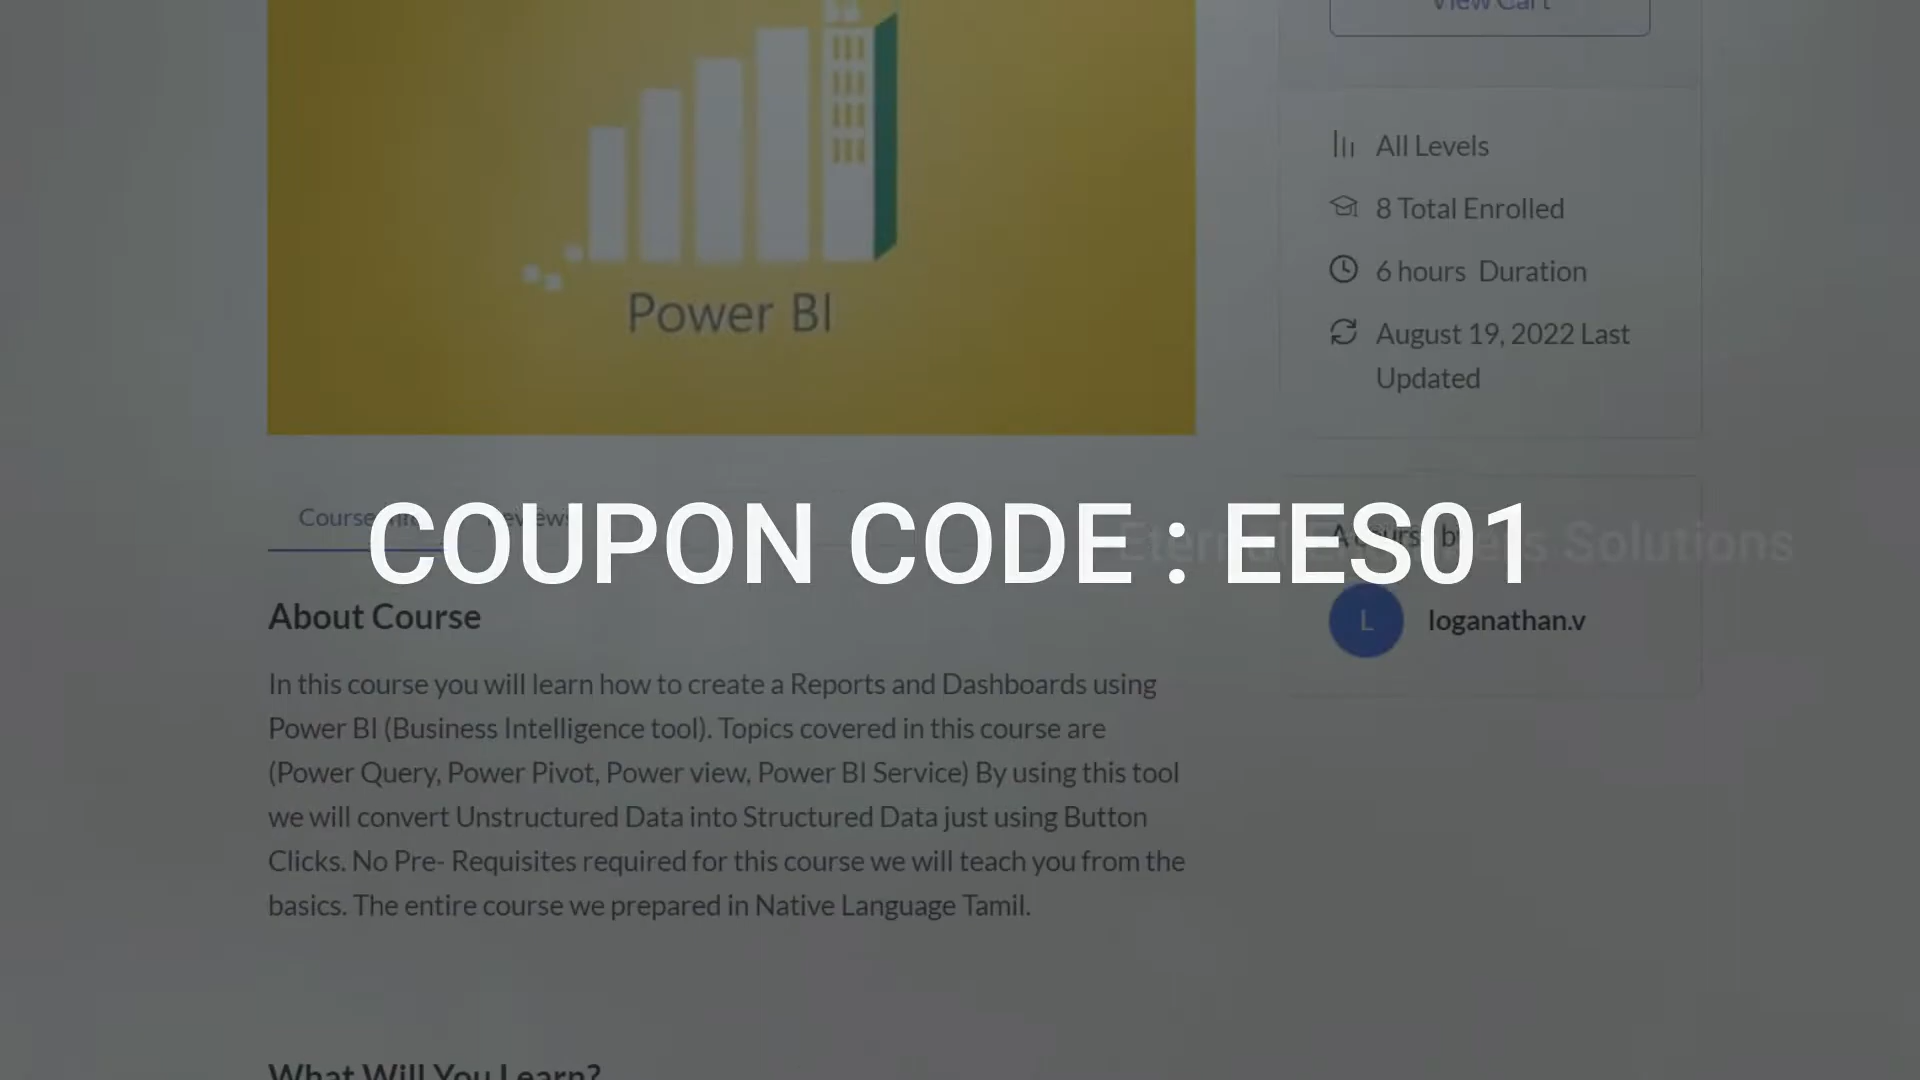 View Cart
Power BI
All Levels
8 Total Enrolled
6 hours Duration
August 19, 2022 Last
Updated
COUPON CODE : EES01
Course
Reviews
Solutions
About Course
loganathan.v
In this course you will learn how to create a Reports and Dashboards using
Power BI (Business Intelligence tool). Topics covered in this course are
(Power Query, Power Pivot, Power view, Power BI Service) By using this tool
we will convert Unstructured Data into Structured Data just using Button
Clicks. No Pre- Requisites required for this course we will teach you from the
basics. The entire course we prepared in Native Language Tamil.
What Will You Learn?